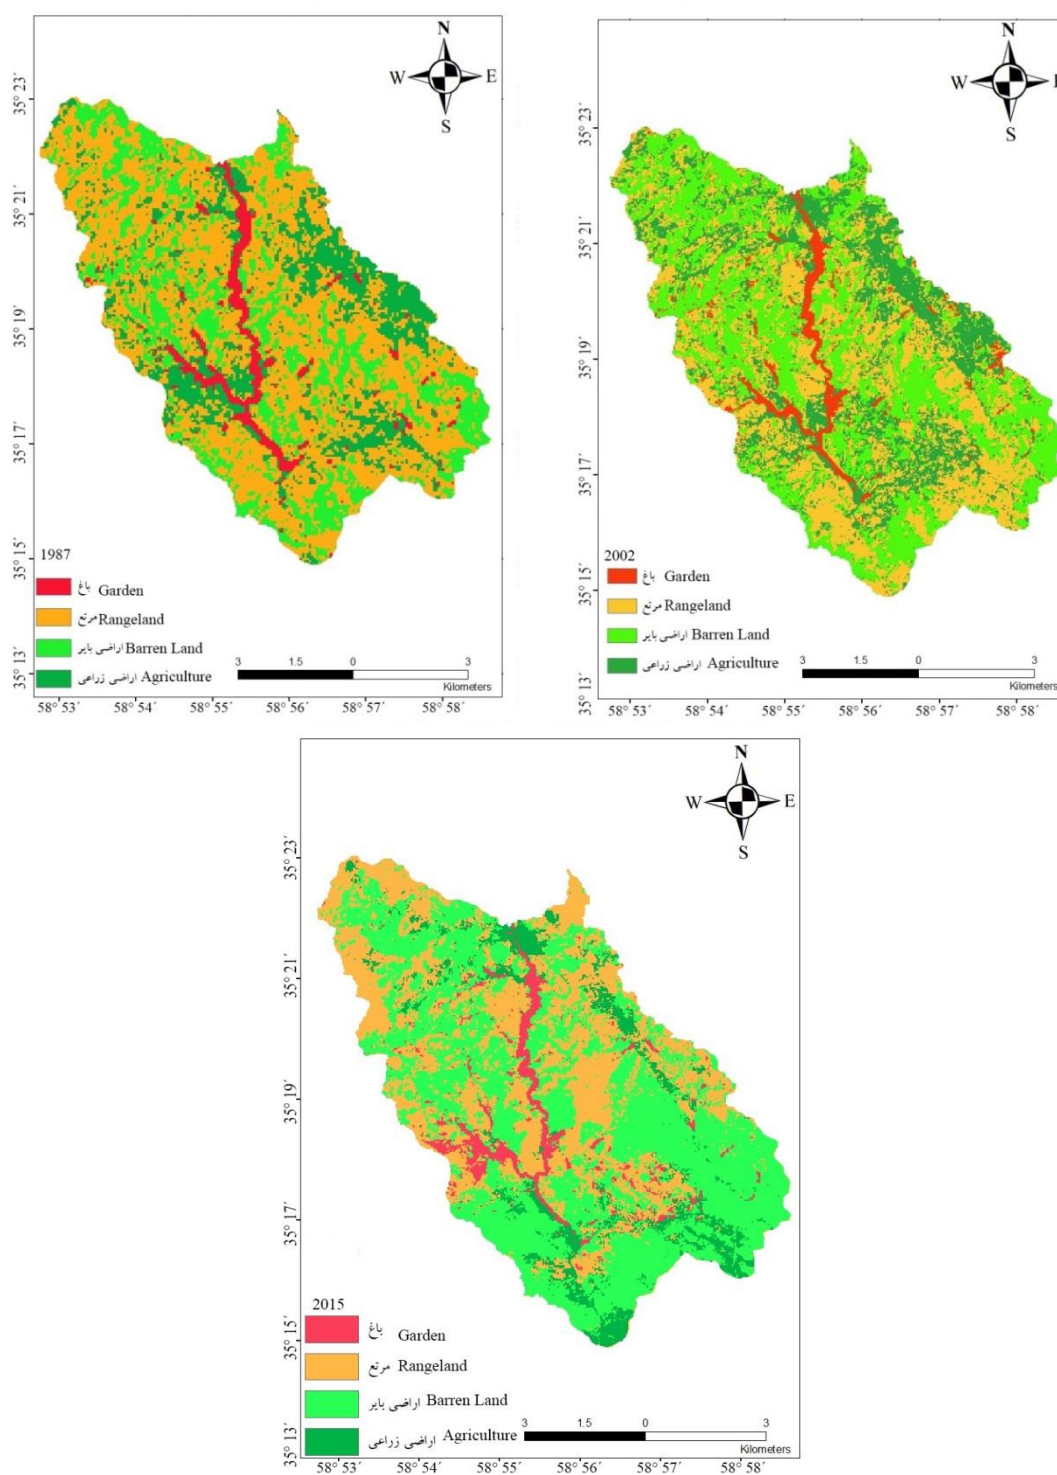 N
W E
S
35° 23′
35° 21′
35° 19′
35° 17′
35° 15′
35° 13′
1987
باغ Garden
مرتع Rangeland
اراضی بایر Barren Land
اراضی زراعی Agriculture
3 1.5 0 3
Kilometers
58° 53′ 58° 54′ 58° 55′ 58° 56′ 58° 57′ 58° 58′
N
W E
S
35° 23′
35° 21′
35° 19′
35° 17′
35° 15′
35° 13′
2002
باغ Garden
مرتع Rangeland
اراضی بایر Barren Land
اراضی زراعی Agriculture
3 1.5 0 3
Kilometers
58° 53′ 58° 54′ 58° 55′ 58° 56′ 58° 57′ 58° 58′
N
W E
S
35° 23′
35° 21′
35° 19′
35° 17′
35° 15′
35° 13′
2015
باغ Garden
مرتع Rangeland
اراضی بایر Barren Land
اراضی زراعی Agriculture
3 1.5 0 3
Kilometers
58° 53′ 58° 54′ 58° 55′ 58° 56′ 58° 57′ 58° 58′